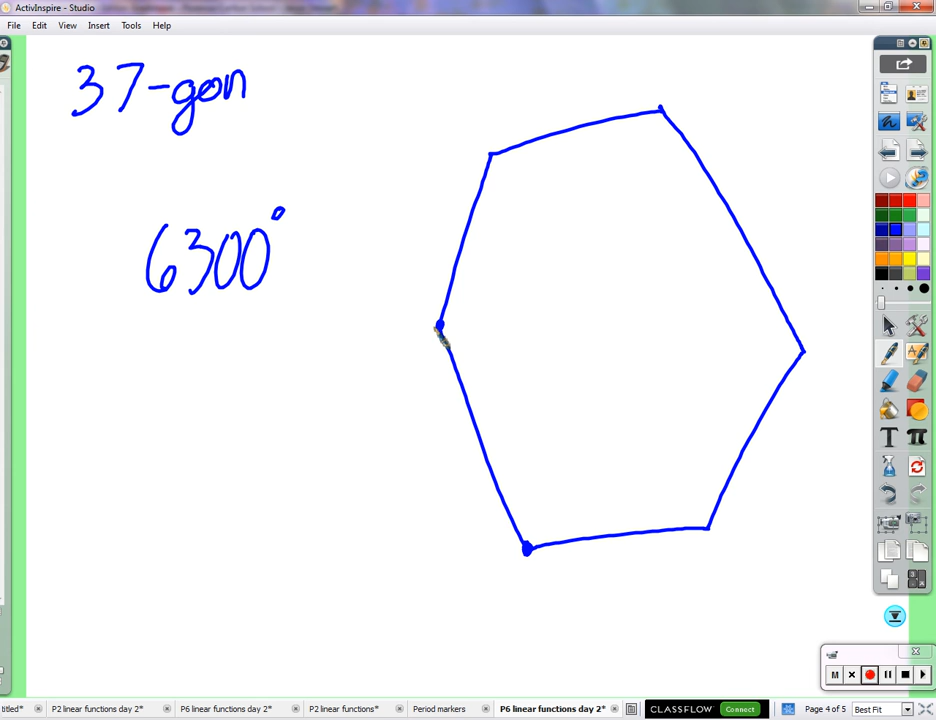 ActivInspire - Studio
File Edit View Insert Tools Help
37-gon
6300°
T π
M
titled* P2 linear functions day 2* P6 linear functions day 2* P2 linear functions* Period markers P6 linear functions day 2* CLASSFLOW Connect Page 4 of 5 Best Fit